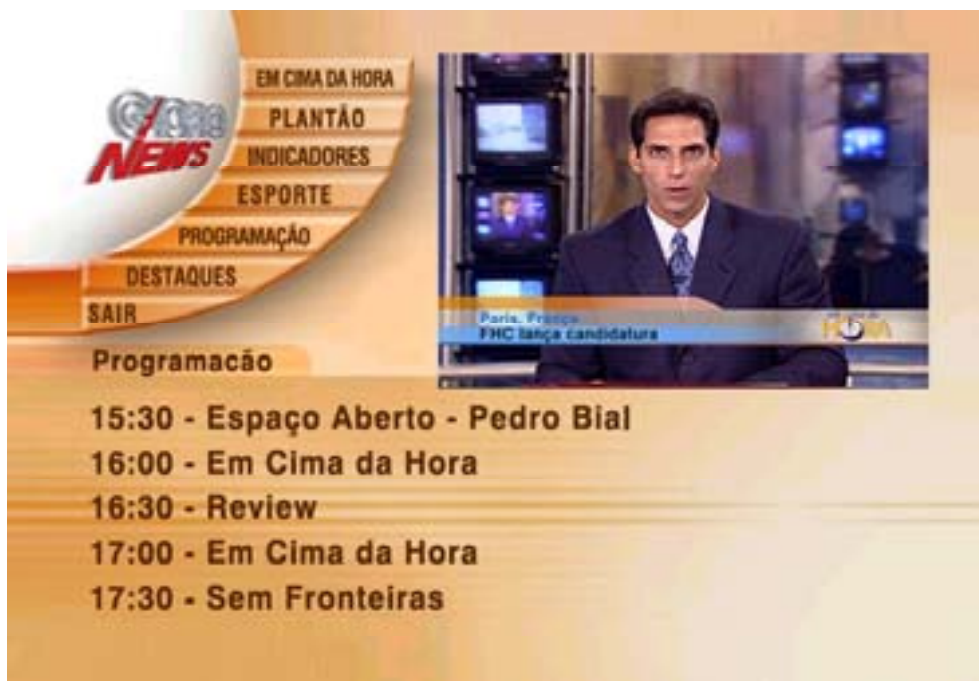 Globo
NEWS
EM CIMA DA HORA
PLANTÃO
INDICADORES
ESPORTE
PROGRAMAÇÃO
DESTAQUES
SAIR
Paris, França
FHC lança candidatura
HORA
Programacão
15:30 - Espaço Aberto - Pedro Bial
16:00 - Em Cima da Hora
16:30 - Review
17:00 - Em Cima da Hora
17:30 - Sem Fronteiras